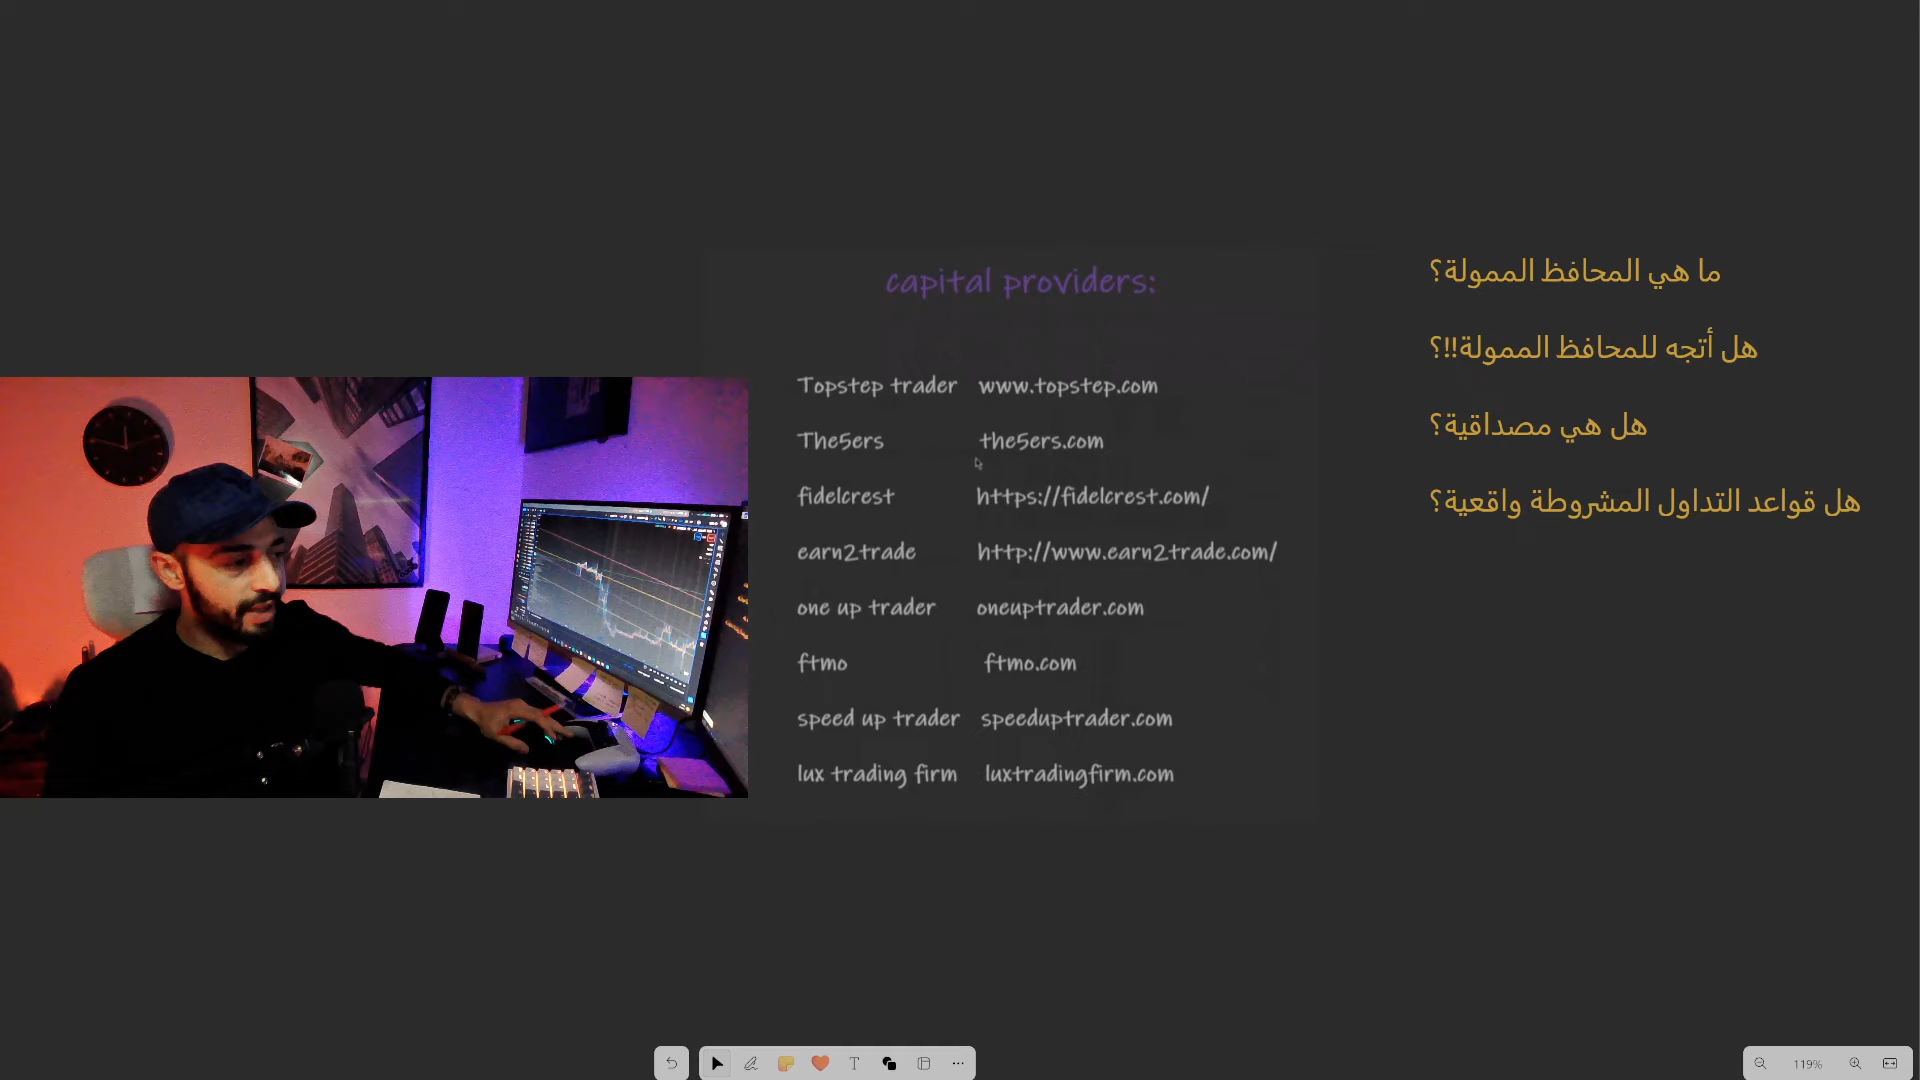 capital providers:
Topstep trader www.topstep.com
The5ers the5ers.com
fidelcrest https://fidelcrest.com/
earn2trade http://www.earn2trade.com/
one up trader oneuptrader.com
ftmo ftmo.com
speed up trader speeduptrader.com
lux trading firm luxtradingfirm.com
ما هي المحافظ الممولة؟
هل أتجه للمحافظ الممولة!!؟
هل هي مصداقية؟
هل قواعد التداول المشروطة واقعية؟
119%